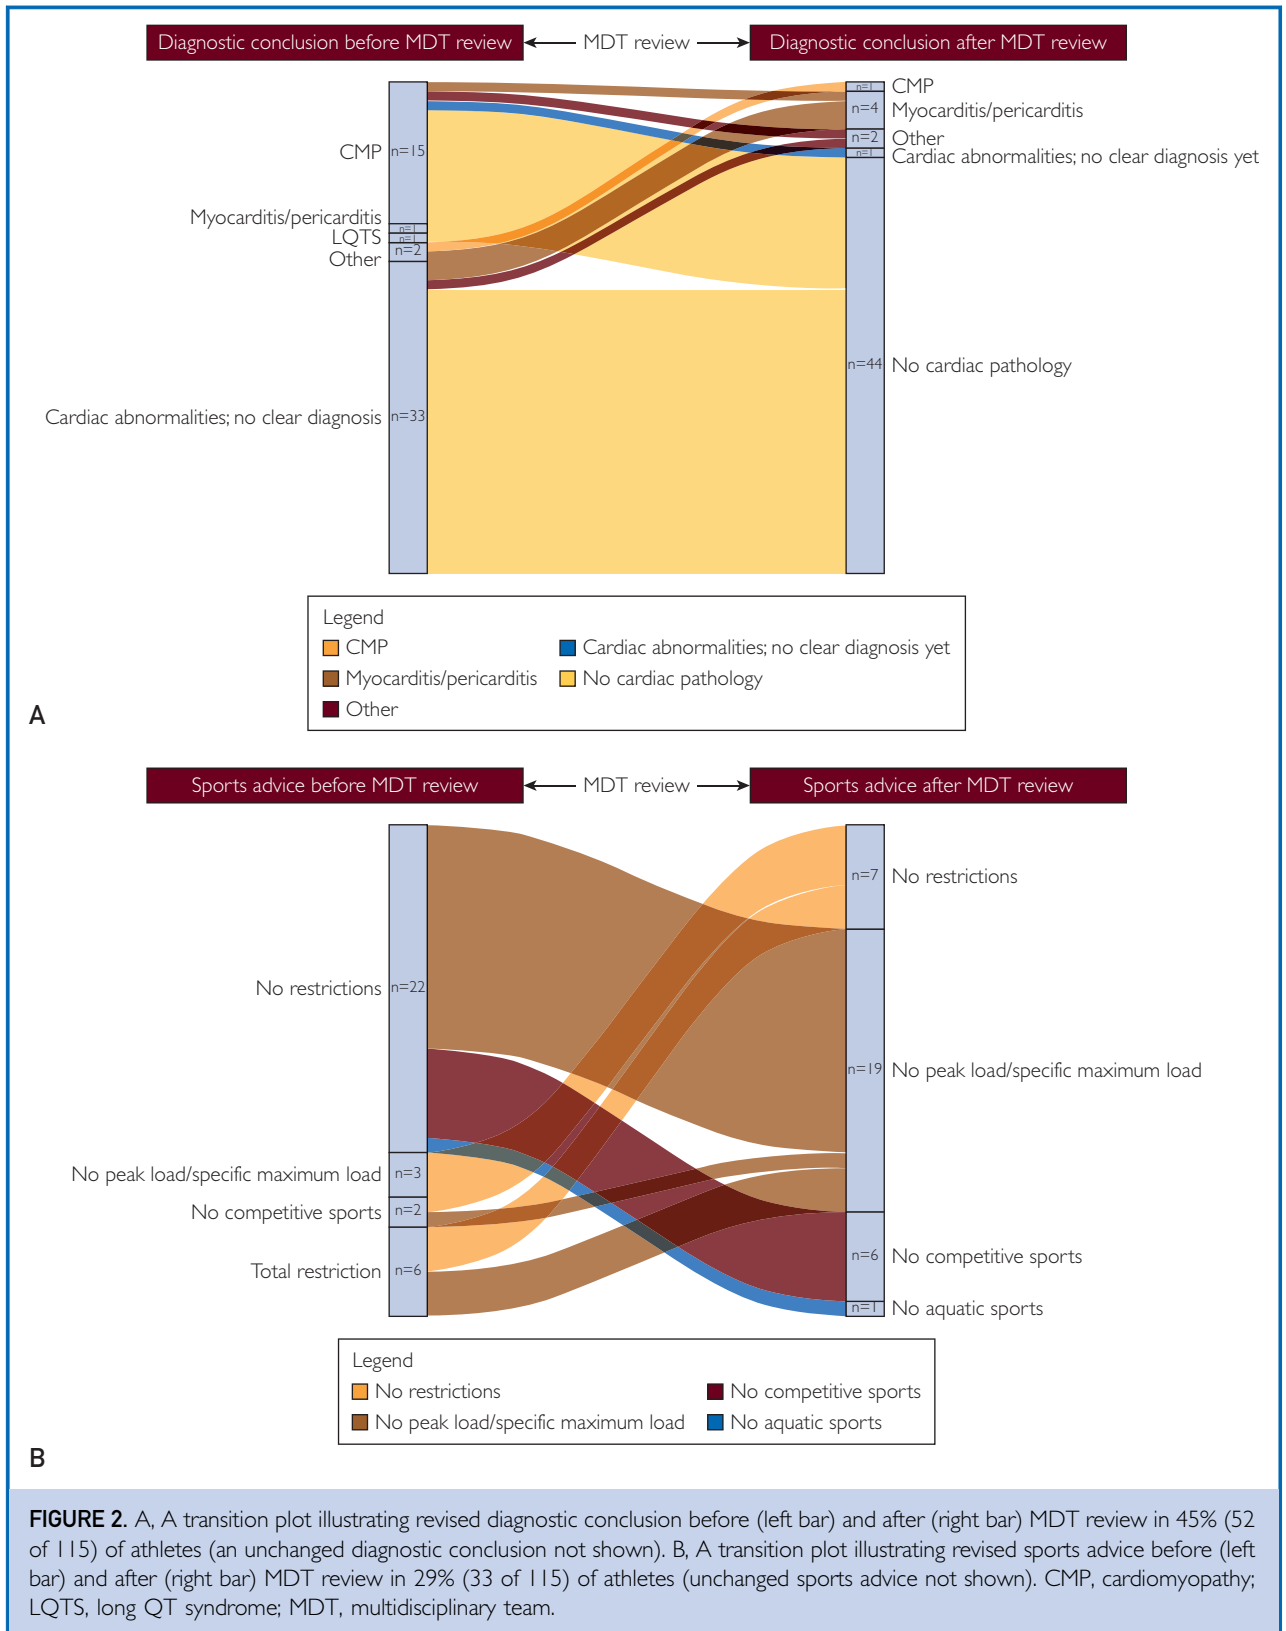 Diagnostic conclusion before MDT review
MDT review
Diagnostic conclusion after MDT review
CMP
n=15
Myocarditis/pericarditis
n=1
LQTS
n=1
n=2
Other
Cardiac abnormalities; no clear diagnosis
n=33
n=1
CMP
n=4
Myocarditis/pericarditis
n=2
Other
n=1
Cardiac abnormalities; no clear diagnosis yet
n=44
No cardiac pathology
Legend
CMP
Cardiac abnormalities; no clear diagnosis yet
Myocarditis/pericarditis
No cardiac pathology
Other
A
Sports advice before MDT review
MDT review
Sports advice after MDT review
No restrictions
n=22
No peak load/specific maximum load
n=3
No competitive sports
n=2
Total restriction
n=6
n=7
No restrictions
n=19
No peak load/specific maximum load
n=6
No competitive sports
n=1
No aquatic sports
Legend
No restrictions
No competitive sports
No peak load/specific maximum load
No aquatic sports
B
FIGURE 2. A, A transition plot illustrating revised diagnostic conclusion before (left bar) and after (right bar) MDT review in 45% (52
of 115) of athletes (an unchanged diagnostic conclusion not shown). B, A transition plot illustrating revised sports advice before (left
bar) and after (right bar) MDT review in 29% (33 of 115) of athletes (unchanged sports advice not shown). CMP, cardiomyopathy;
LQTS, long QT syndrome; MDT, multidisciplinary team.